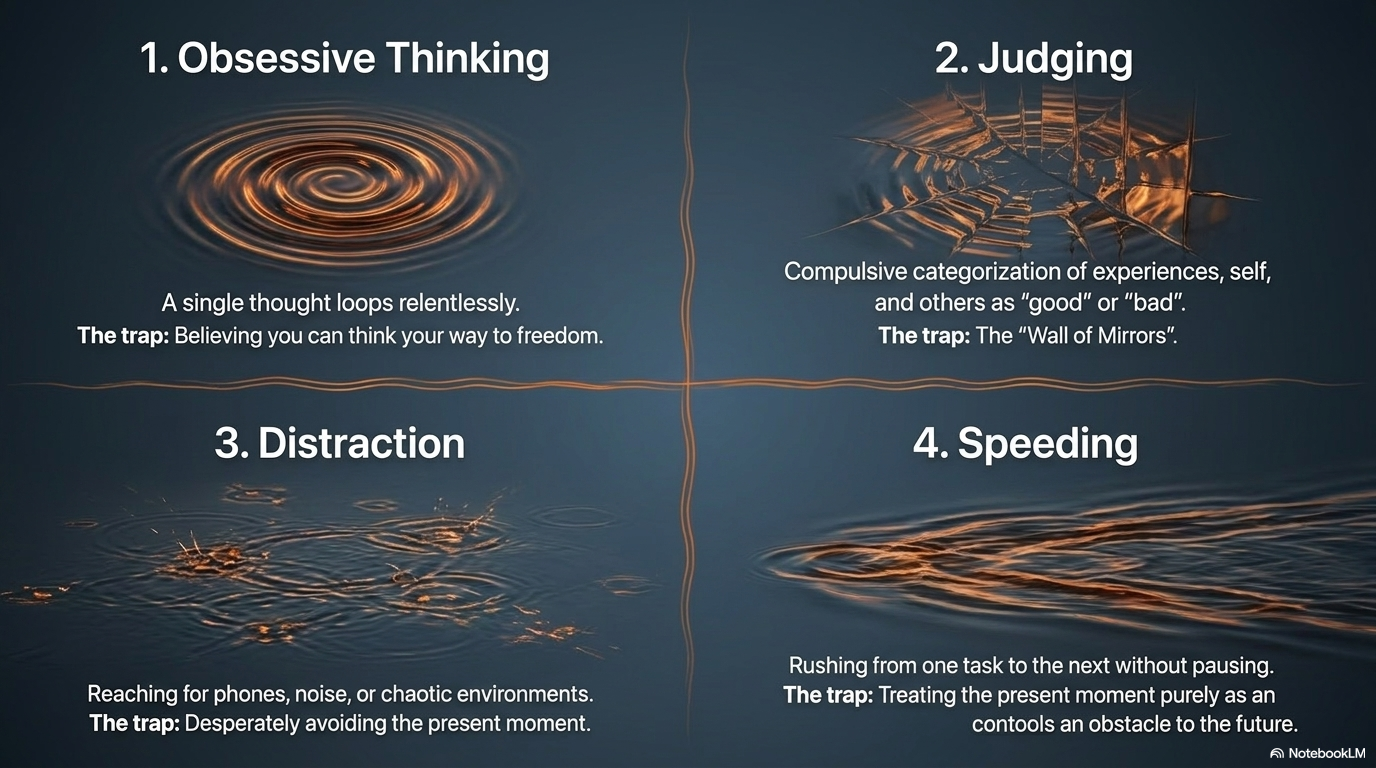 1. Obsessive Thinking
A single thought loops relentlessly.
The trap: Believing you can think your way to freedom.
2. Judging
Compulsive categorization of experiences, self,
and others as “good” or “bad”.
The trap: The “Wall of Mirrors”.
3. Distraction
Reaching for phones, noise, or chaotic environments.
The trap: Desperately avoiding the present moment.
4. Speeding
Rushing from one task to the next without pausing.
The trap: Treating the present moment purely as an
contools an obstacle to the future.
NotebookLM